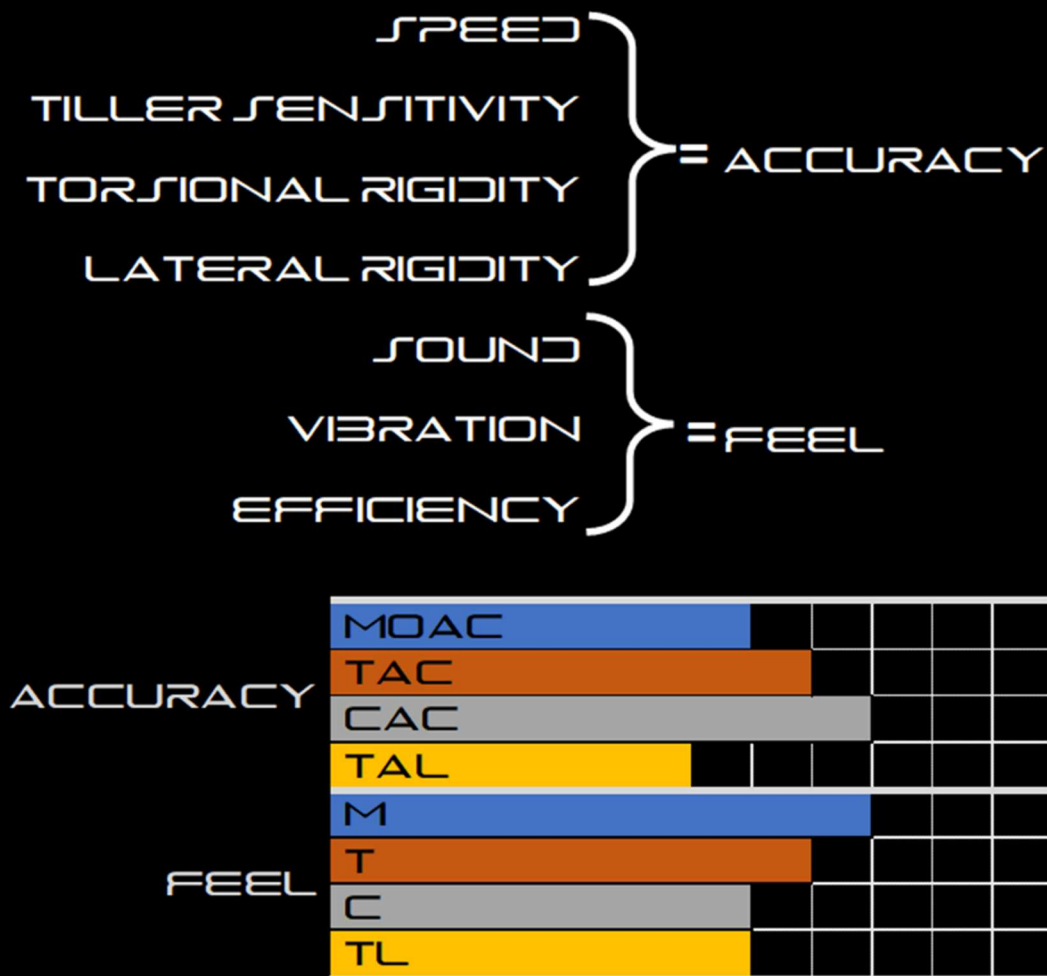 SPEED
TILLER SENSITIVITY
= ACCURACY
TORSIONAL RIGIDITY
LATERAL RIGIDITY
SOUND
VIBRATION
= FEEL
EFFICIENCY
MOAC
TAC
ACCURACY
CAC
TAL
M
T
FEEL
C
TL